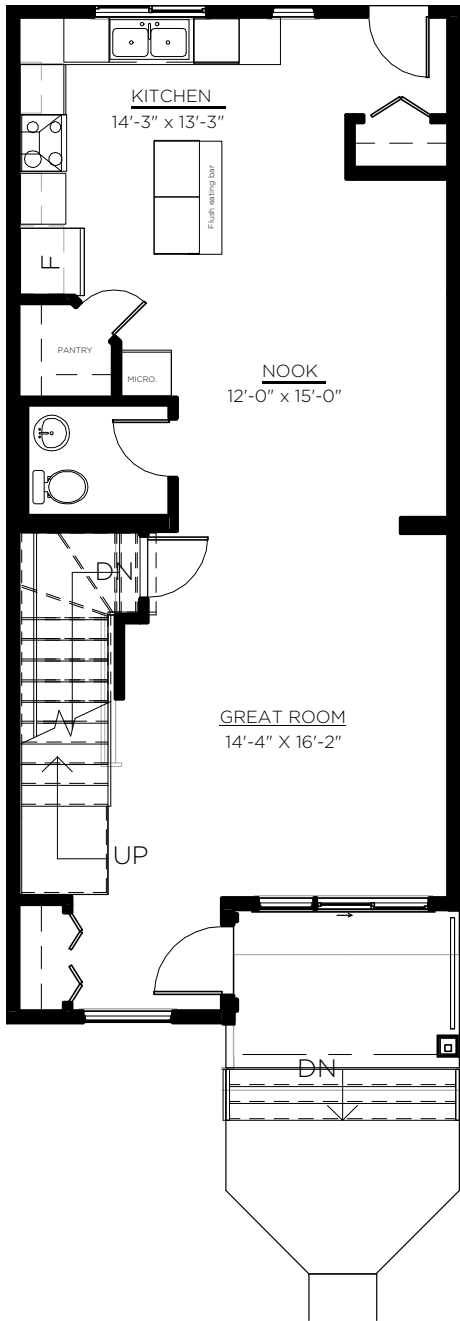 KITCHEN
14'-3" x 13'-3"
Flush eating bar
F
PANTRY
MICRO.
NOOK
12'-0" x 15'-0"
DN
GREAT ROOM
14'-4" X 16'-2"
UP
DN